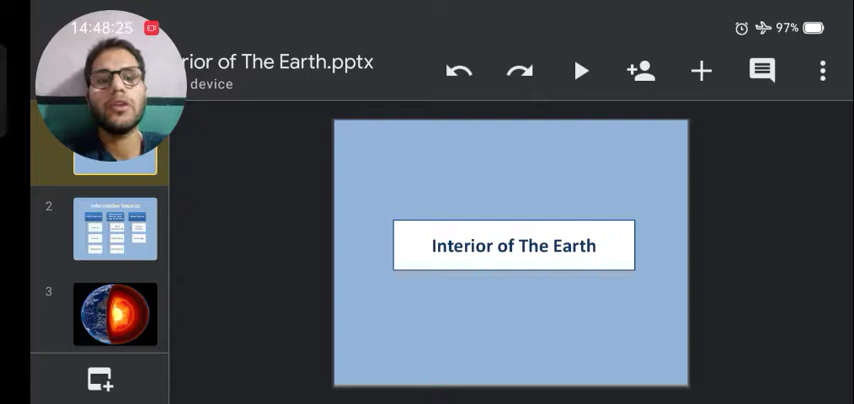 14:48:25
97%
rior of The Earth.pptx
device
2
Information Sources
3
Interior of The Earth